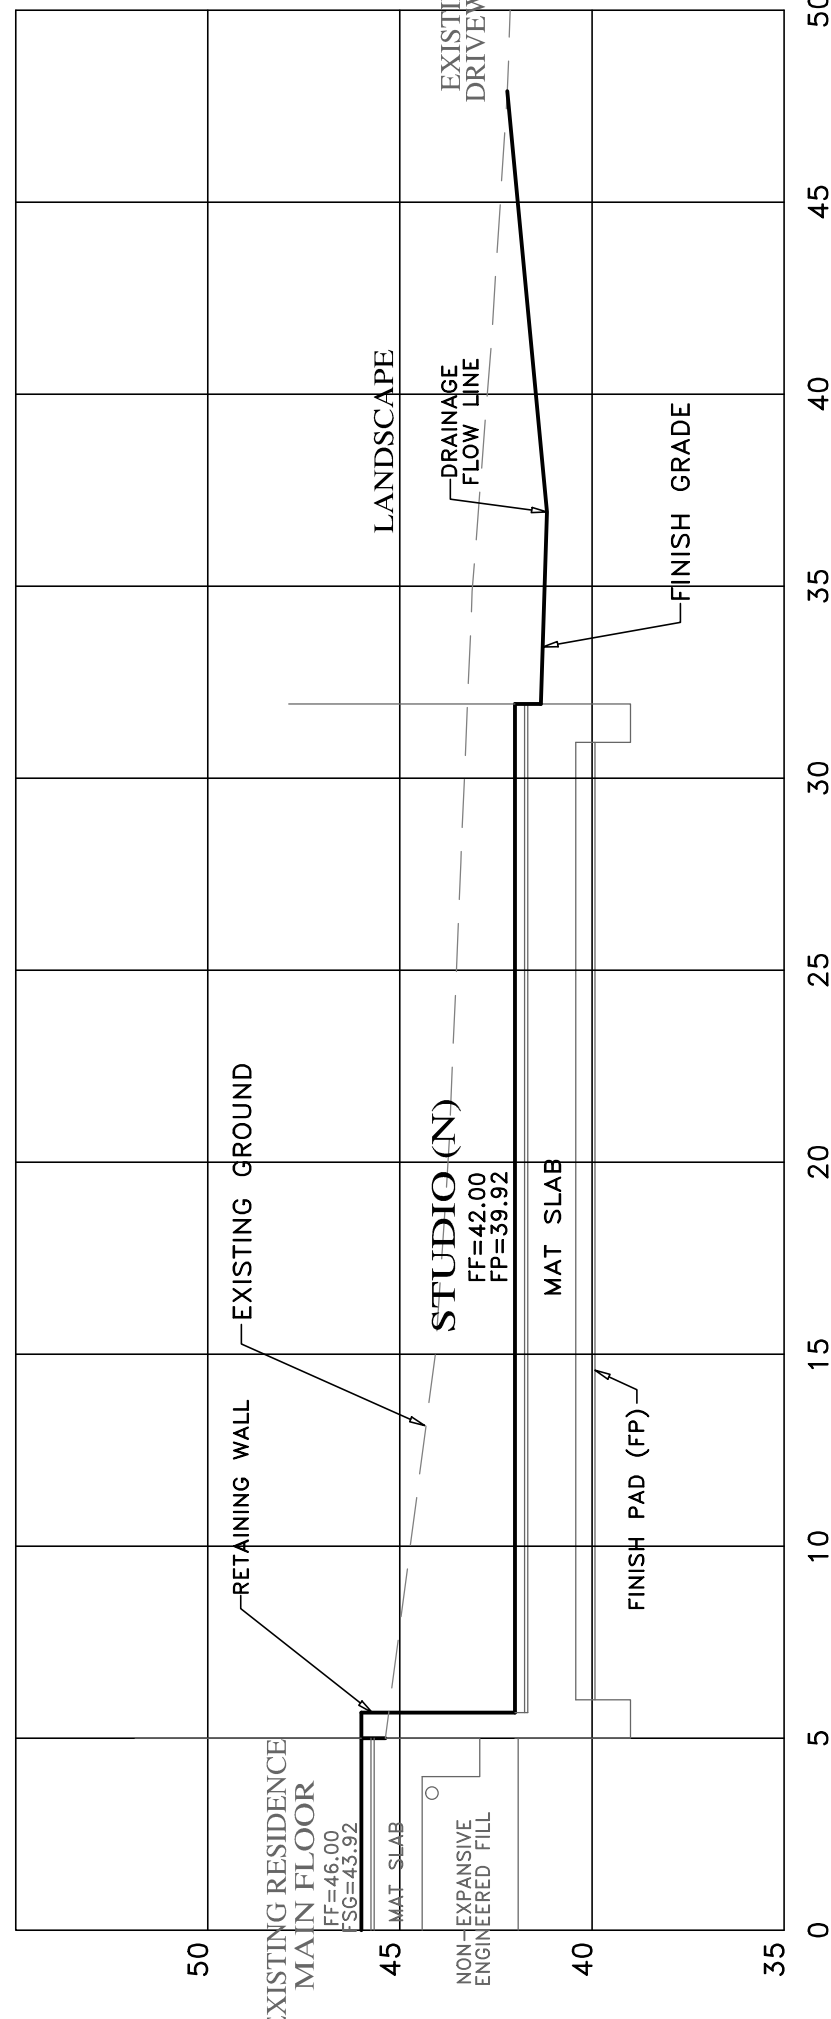 EXISTING RESIDENCE
MAIN FLOOR
FF=46.00
FSG=43.92
MAT SLAB
NON-EXPANSIVE
ENGINEERED FILL
RETAINING WALL
EXISTING GROUND
STUDIO (N)
FF=42.00
FP=39.92
MAT SLAB
FINISH PAD (FP)
LANDSCAPE
DRAINAGE
FLOW LINE
FINISH GRADE
50
45
40
35
0
5
10
15
20
25
30
35
40
45
50